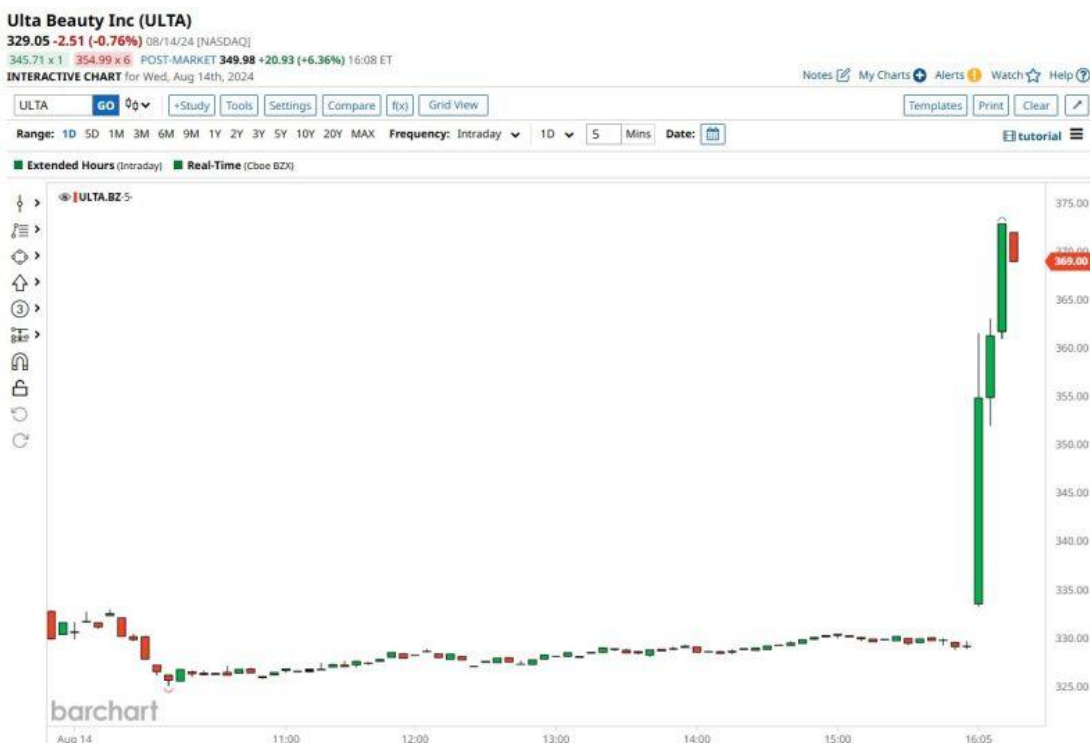 Ulta Beauty Inc (ULTA)
329.05 -2.51 (-0.76%) 08/14/24 [NASDAQ]
345.71 x 1 354.99 x 6 POST-MARKET 349.98 +20.93 (+6.36%) 16:08 ET
INTERACTIVE CHART for Wed, Aug 14th, 2024
Notes My Charts Alerts Watch Help
ULTA GO +Study Tools Settings Compare f(x) Grid View Templates Print Clear
Range: 1D 5D 1M 3M 6M 9M 1Y 2Y 3Y 5Y 10Y 20Y MAX Frequency: Intraday 1D 5 Mins Date: tutorial
Extended Hours (Intraday) Real-Time (Cboe BZX)
ULTA.BZ-5-
375.00
370.00
369.00
365.00
360.00
355.00
350.00
345.00
340.00
335.00
330.00
325.00
3
barchart
Aug 14 11:00 12:00 13:00 14:00 15:00 16:05